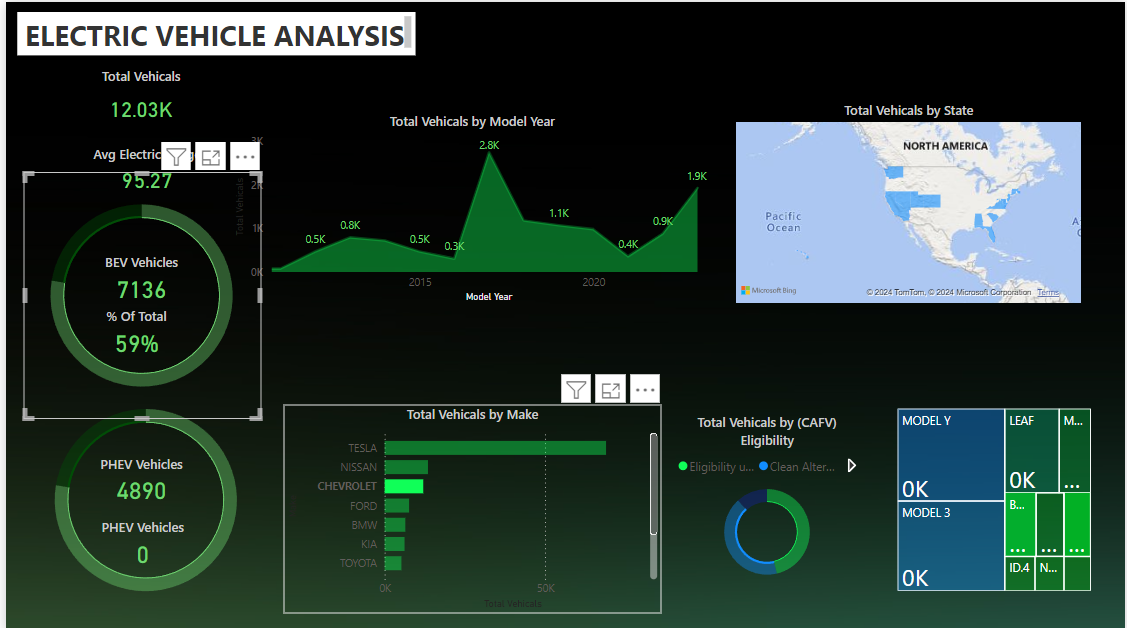 ELECTRIC VEHICLE ANALYSIS
Total Vehicals
12.03K
Avg Electric
95.27
BEV Vehicles
7136
% Of Total
59%
PHEV Vehicles
4890
PHEV Vehicles
0
Total Vehicals by Model Year
3K
2K
1K
0K
Total Vehicals
0.5K
0.8K
0.5K
0.3K
2.8K
1.1K
0.4K
0.9K
1.9K
2015
2020
Model Year
Total Vehicals by State
NORTH AMERICA
Pacific
Ocean
A
Oc
Microsoft Bing
© 2024 TomTom, © 2024 Microsoft Corporation Terms
Total Vehicals by Make
TESLA
NISSAN
CHEVROLET
FORD
BMW
KIA
TOYOTA
0K
50K
Total Vehicals
Total Vehicals by (CAFV)
Eligibility
Eligibility u...
Clean Alter...
MODEL Y
0K
MODEL 3
0K
LEAF
0K
M...
...
B...
...
...
...
ID.4
N...